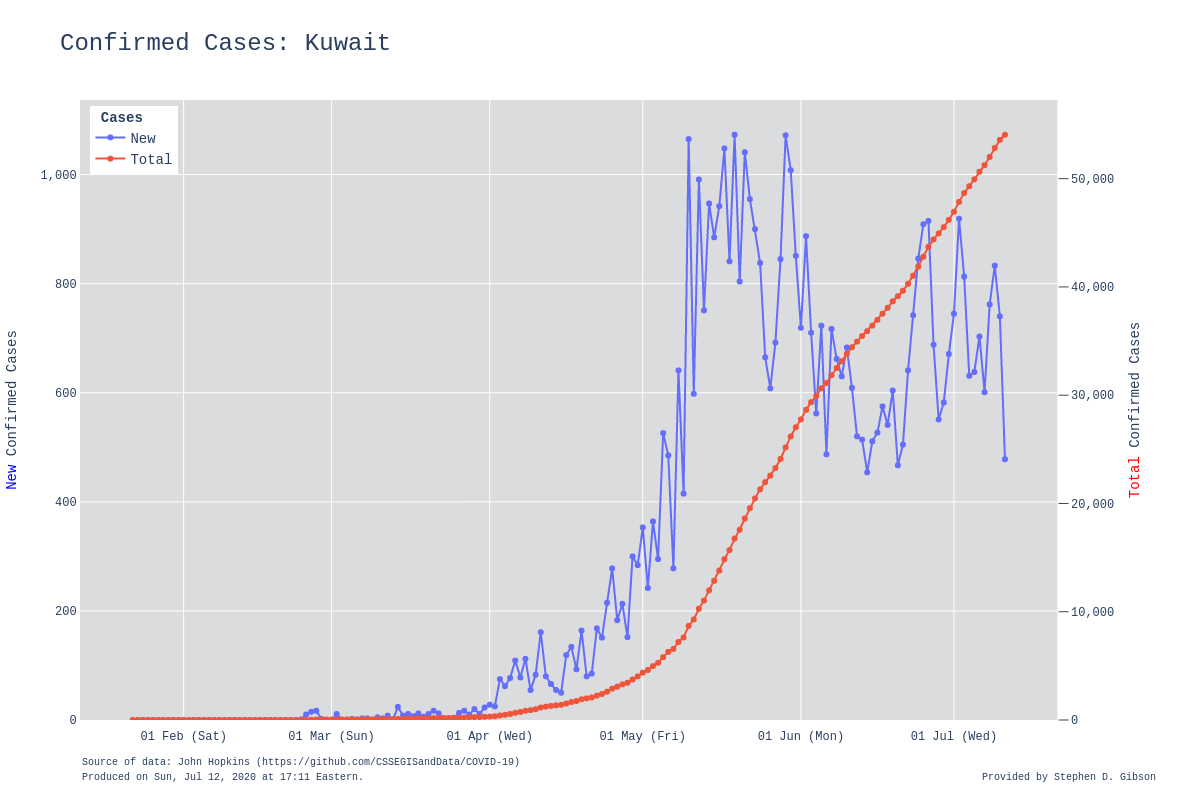 Confirmed Cases: Kuwait
Cases
New
Total
1,000
800
600
400
200
0
50,000
40,000
30,000
20,000
10,000
0
New Confirmed Cases
Total Confirmed Cases
01 Feb (Sat) 01 Mar (Sun) 01 Apr (Wed) 01 May (Fri) 01 Jun (Mon) 01 Jul (Wed)
Source of data: John Hopkins (https://github.com/CSSEGISandData/COVID-19)
Produced on Sun, Jul 12, 2020 at 17:11 Eastern.
Provided by Stephen D. Gibson